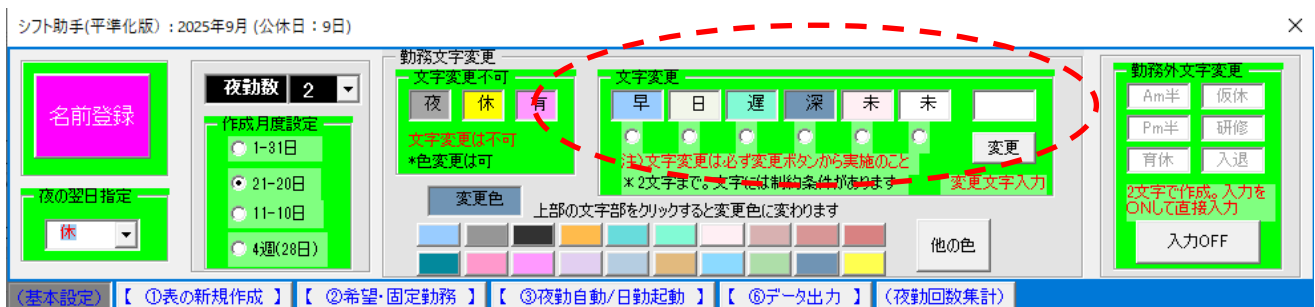 シフト助手(平準化版）: 2025年9月 (公休日：9日)
名前登録
夜の翌日指定
休
夜勤数 2
作成月度設定
1-31日
21-20日
11-10日
4週(28日)
勤務文字変更
文字変更不可
夜 休 有
文字変更は不可
*色変更は可
文字変更
早 日 遅 深 未 未
変更
注）文字変更は必ず変更ボタンから実施のこと
*2文字まで。文字には制約条件があります
変更文字入力
変更色
上部の文字部をクリックすると変更色に変わります
他の色
勤務外文字変更
Am半 仮休
Pm半 研修
育休 入退
2文字で作成。入力を
ONして直接入力
入力OFF
(基本設定) 【 ①表の新規作成 】 【 ②希望・固定勤務 】 【 ③夜勤自動/日勤起動 】 【 ⑥データ出力 】 (夜勤回数集計)